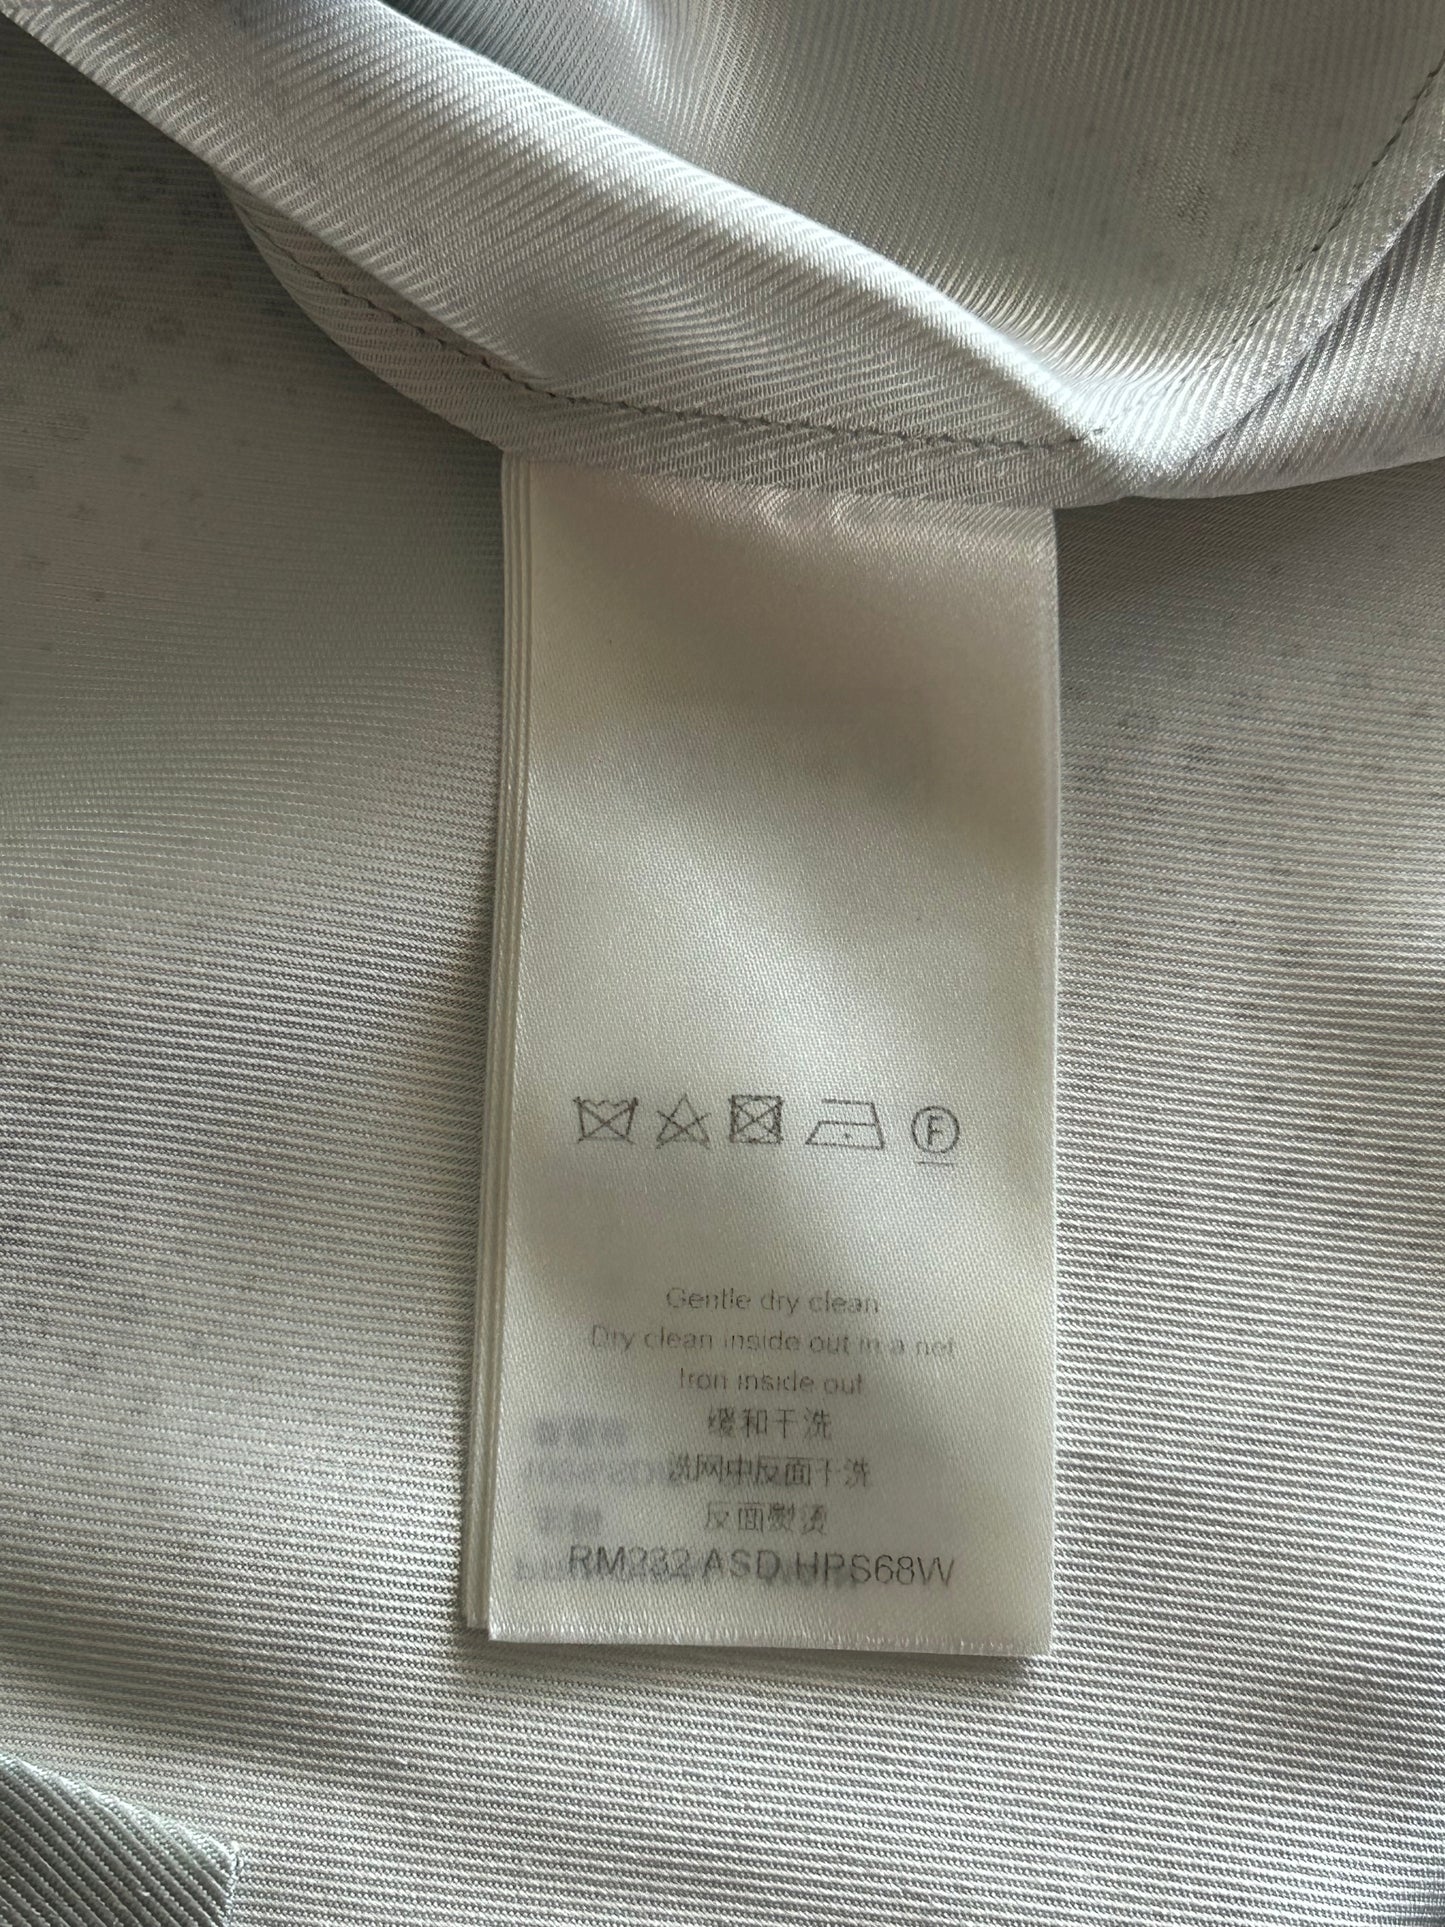 F
Gentle dry clean
Dry clean inside out in a net
Iron inside out
缓和干洗
洗网中反面干洗
反面熨烫
RM232 ASD HPS68W